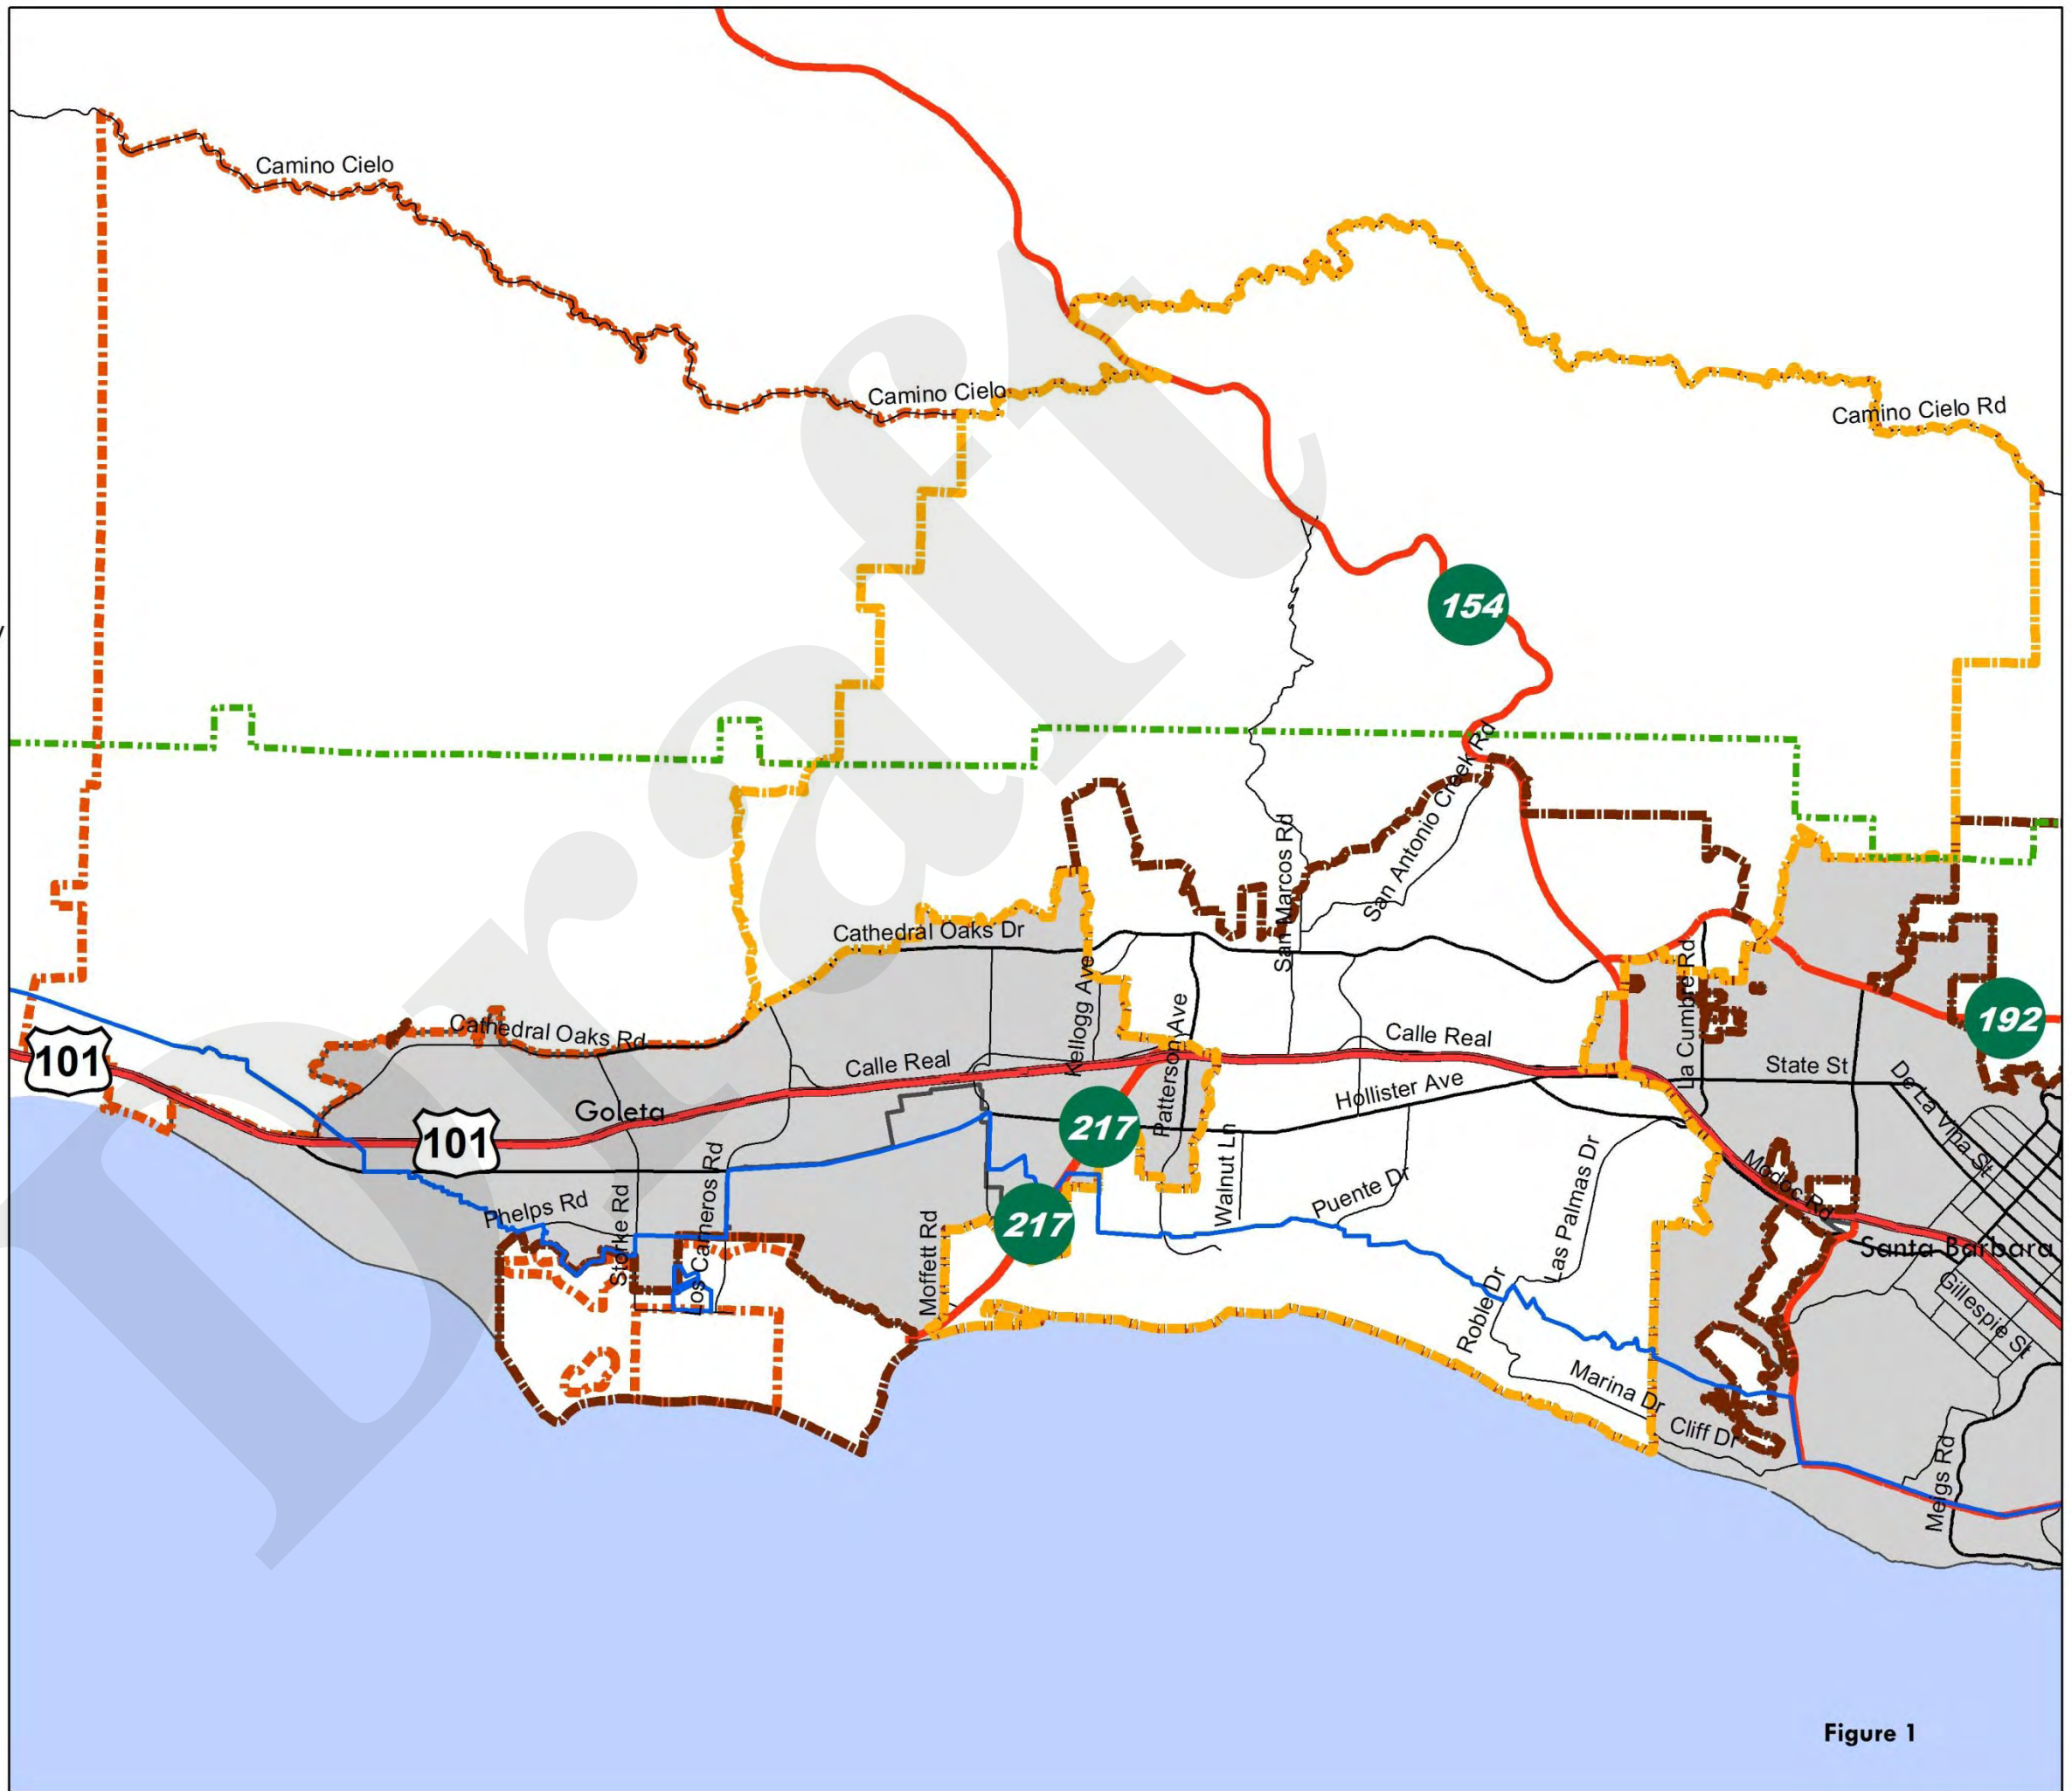 Camino Cielo
Camino Cielo
Camino Cielo Rd
154
San Antonio Creek Rd
San Marcos Rd
Cathedral Oaks Dr
Kellogg Ave
Patterson Ave
La Cumbre Rd
192
Cathedral Oaks Rd
101
Calle Real
Calle Real
State St
De La Vina St
Goleta
101
217
Hollister Ave
Walnut Ln
Puente Dr
Las Palmas Dr
Modoc Rd
Phelps Rd
Storke Rd
Los Carneros Rd
Moffett Rd
217
Santa Barbara
Gillespie St
Roble Dr
Marina Dr
Cliff Dr
Meigs Rd
Draft
Figure 1